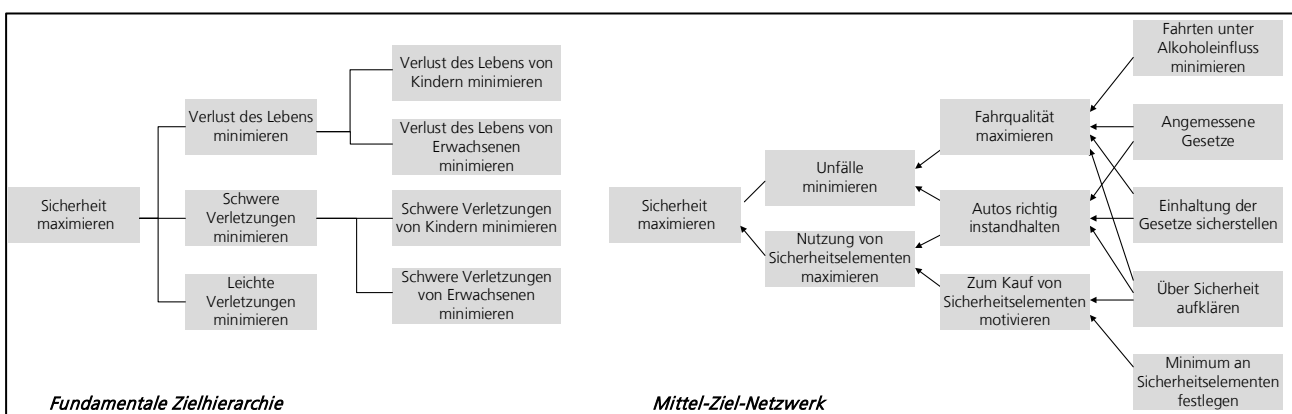 Sicherheit
maximieren
Verlust des Lebens
minimieren
Schwere
Verletzungen
minimieren
Leichte
Verletzungen
minimieren
Verlust des Lebens von
Kindern minimieren
Verlust des Lebens von
Erwachsenen
minimieren
Schwere Verletzungen
von Kindern minimieren
Schwere Verletzungen
von Erwachsenen
minimieren
Fundamentale Zielhierarchie
Sicherheit
maximieren
Unfälle
minimieren
Nutzung von
Sicherheitselementen
maximieren
Fahrqualität
maximieren
Autos richtig
instandhalten
Zum Kauf von
Sicherheitselementen
motivieren
Fahrten unter
Alkoholeinfluss
minimieren
Angemessene
Gesetze
Einhaltung der
Gesetze sicherstellen
Über Sicherheit
aufklären
Minimum an
Sicherheitselementen
festlegen
Mittel-Ziel-Netzwerk